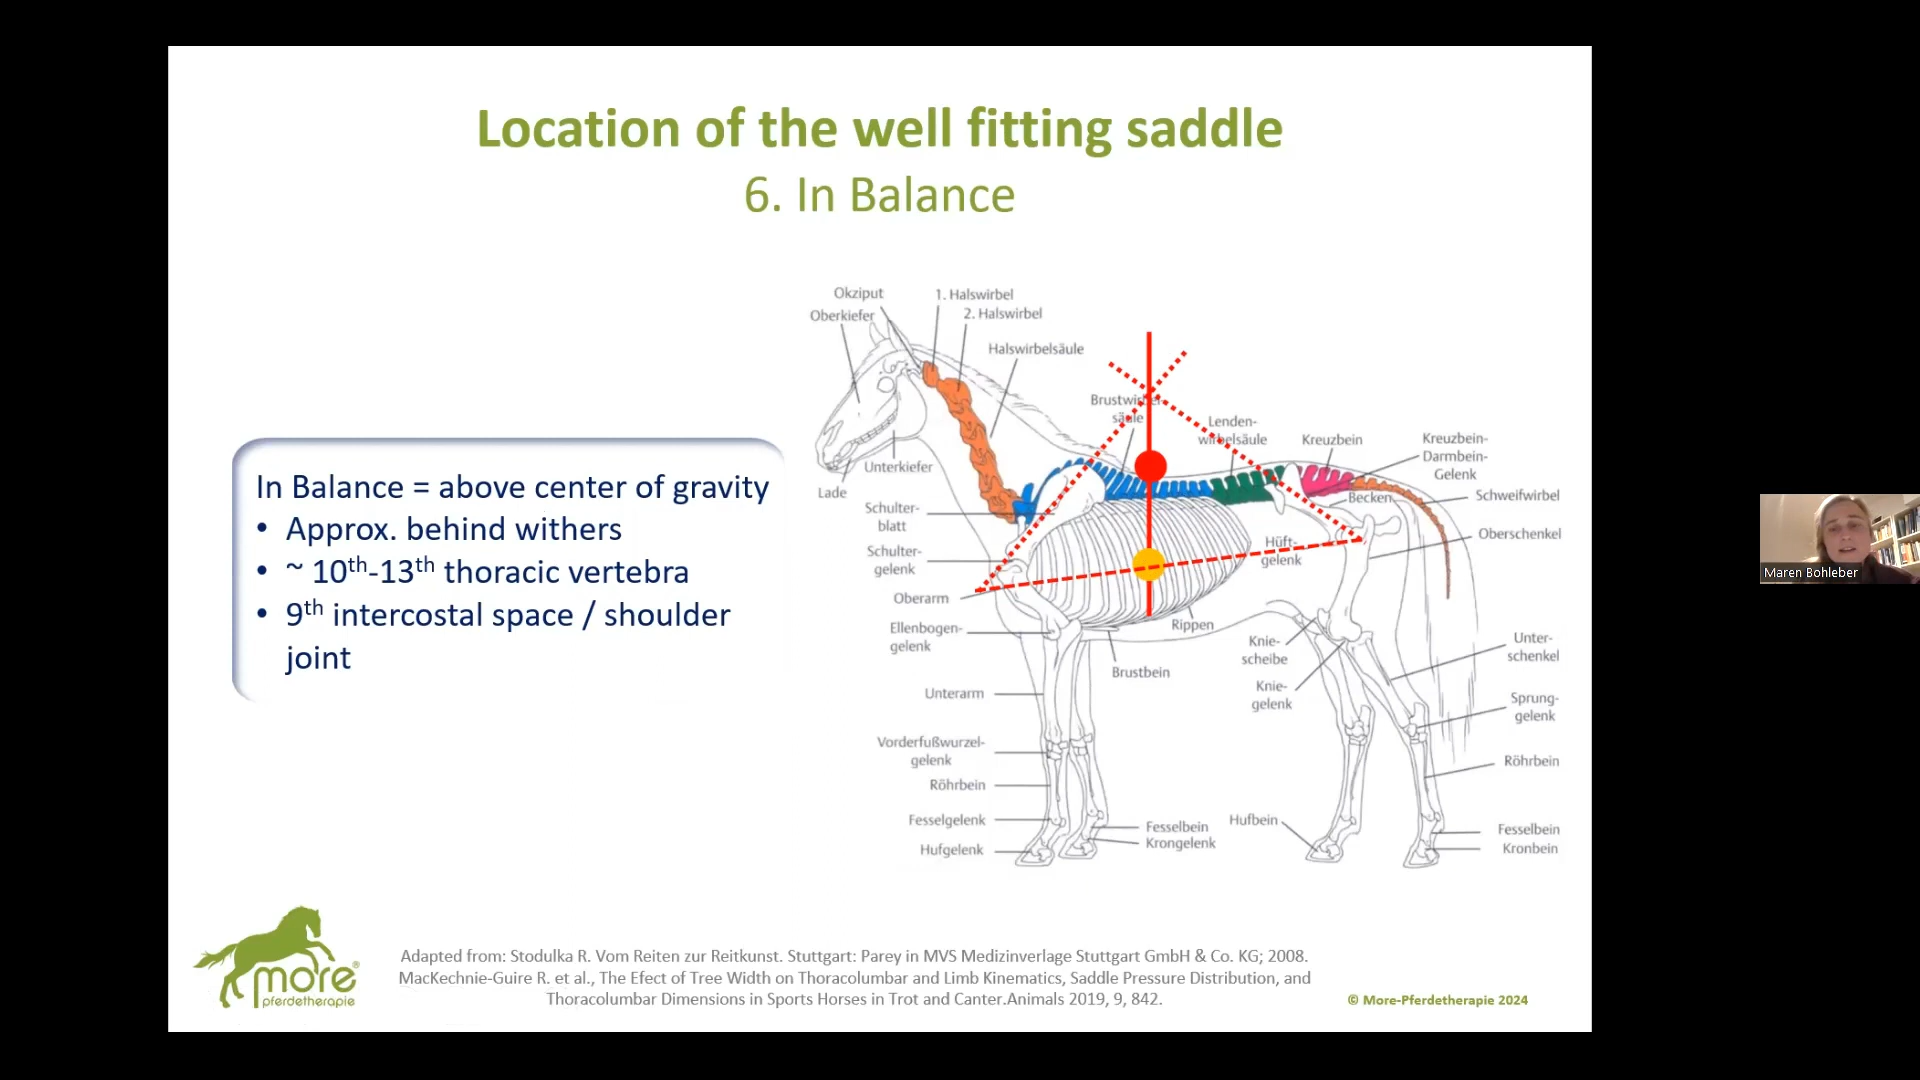 Location of the well fitting saddle
6. In Balance
In Balance = above center of gravity
• Approx. behind withers
• ~ 10th-13th thoracic vertebra
• 9th intercostal space / shoulder
joint
Okziput
1. Halswirbel
Oberkiefer
2. Halswirbel
Halswirbelsäule
Brustwirbel-
säule
Lenden-
wirbelsäule
Kreuzbein
Kreuzbein-
Darmbein-
Gelenk
Unterkiefer
Lade
Becken
Schweifwirbel
Schulter-
blatt
Oberschenkel
Schulter-
gelenk
Hüft-
gelenk
Oberarm
Ellenbogen-
gelenk
Rippen
Knie-
scheibe
Unter-
schenkel
Brustbein
Knie-
gelenk
Unterarm
Sprung-
gelenk
Vorderfußwurzel-
gelenk
Röhrbein
Röhrbein
Fesselgelenk
Fesselbein
Krongelenk
Hufbein
Fesselbein
Kronbein
Hufgelenk
Maren Bohleber
more®
pferdetherapie
Adapted from: Stodulka R. Vom Reiten zur Reitkunst. Stuttgart: Parey in MVS Medizinverlage Stuttgart GmbH & Co. KG; 2008.
MacKechnie-Guire R. et al., The Efect of Tree Width on Thoracolumbar and Limb Kinematics, Saddle Pressure Distribution, and
Thoracolumbar Dimensions in Sports Horses in Trot and Canter.Animals 2019, 9, 842.
© More-Pferdetherapie 2024